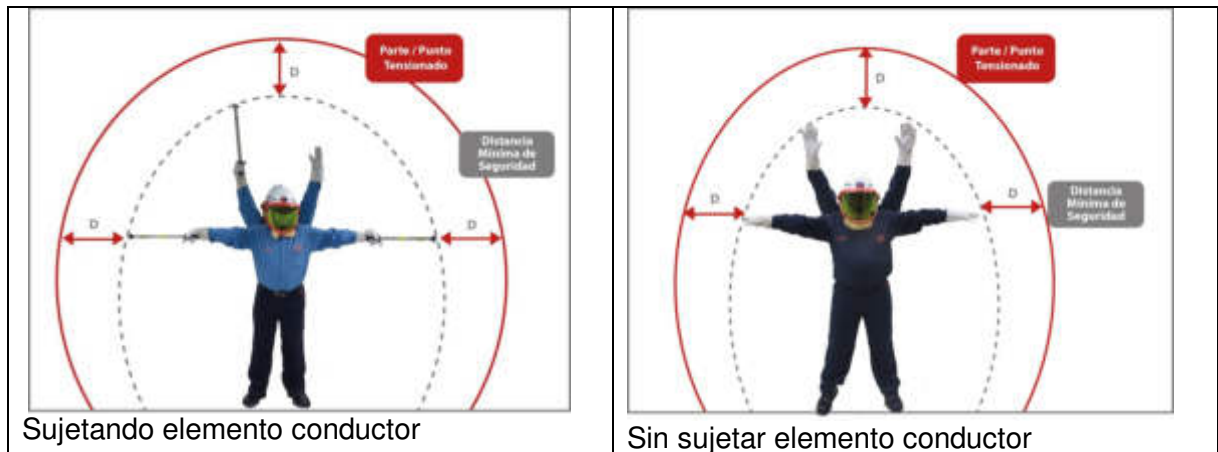 Parte / Punto
Tensionado
D
Distancia
Mínima de
Seguridad
D
D
Sujetando elemento conductor
Parte / Punto
Tensionado
D
D
D
Distancia
Mínima de
Seguridad
Sin sujetar elemento conductor